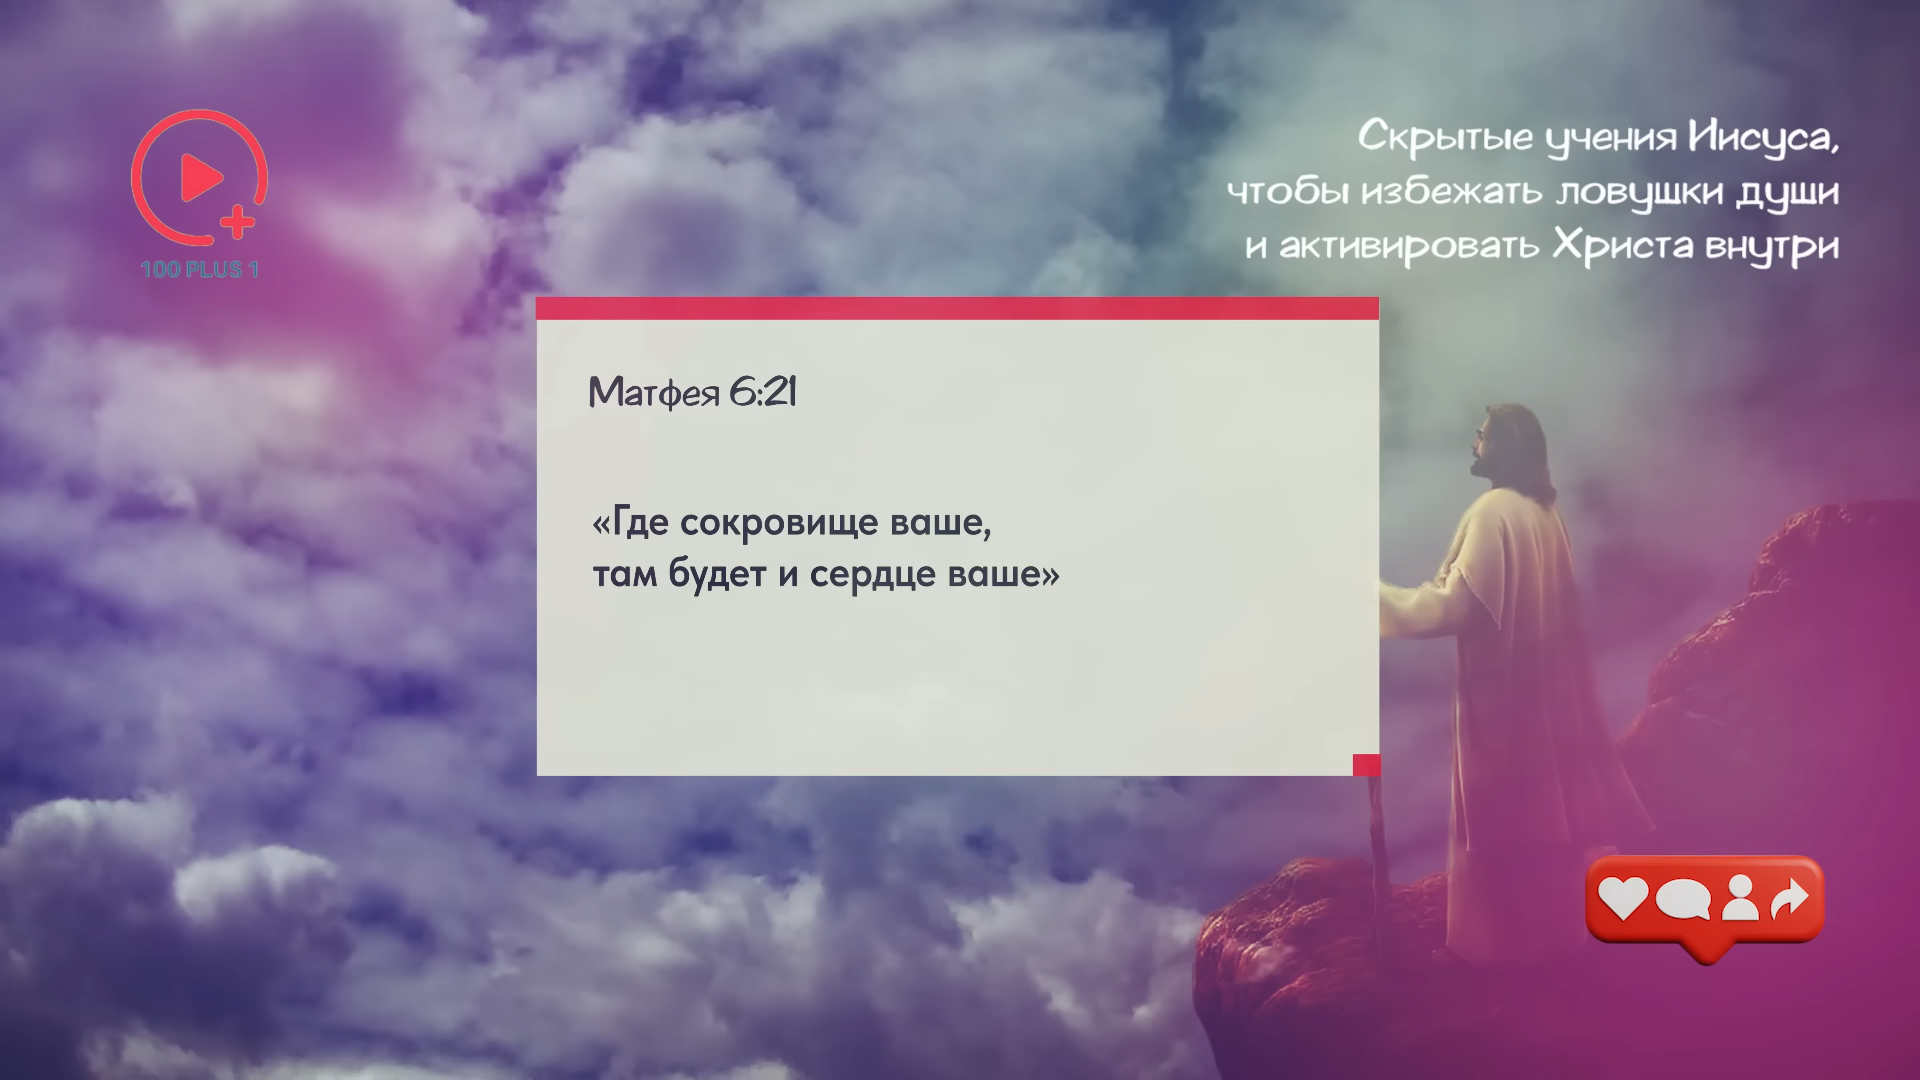 100 PLUS 1
Скрытые учения Иисуса,
чтобы избежать ловушки души
и активировать Христа внутри
Матфея 6:21
«Где сокровище ваше,
там будет и сердце ваше»